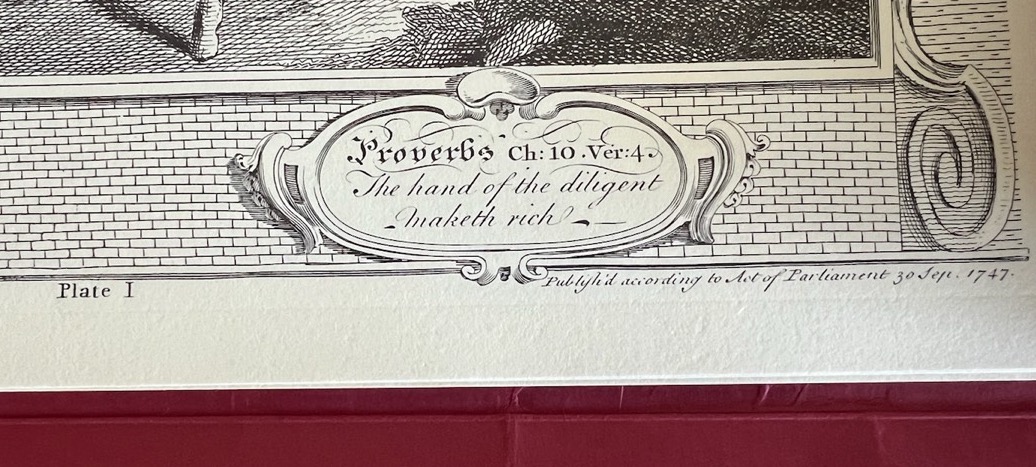 Proverbs Ch: 10. Ver: 4.
The hand of the diligent
maketh rich
Plate I
Publish'd according to Act of Parliament 30 Sep. 1747.